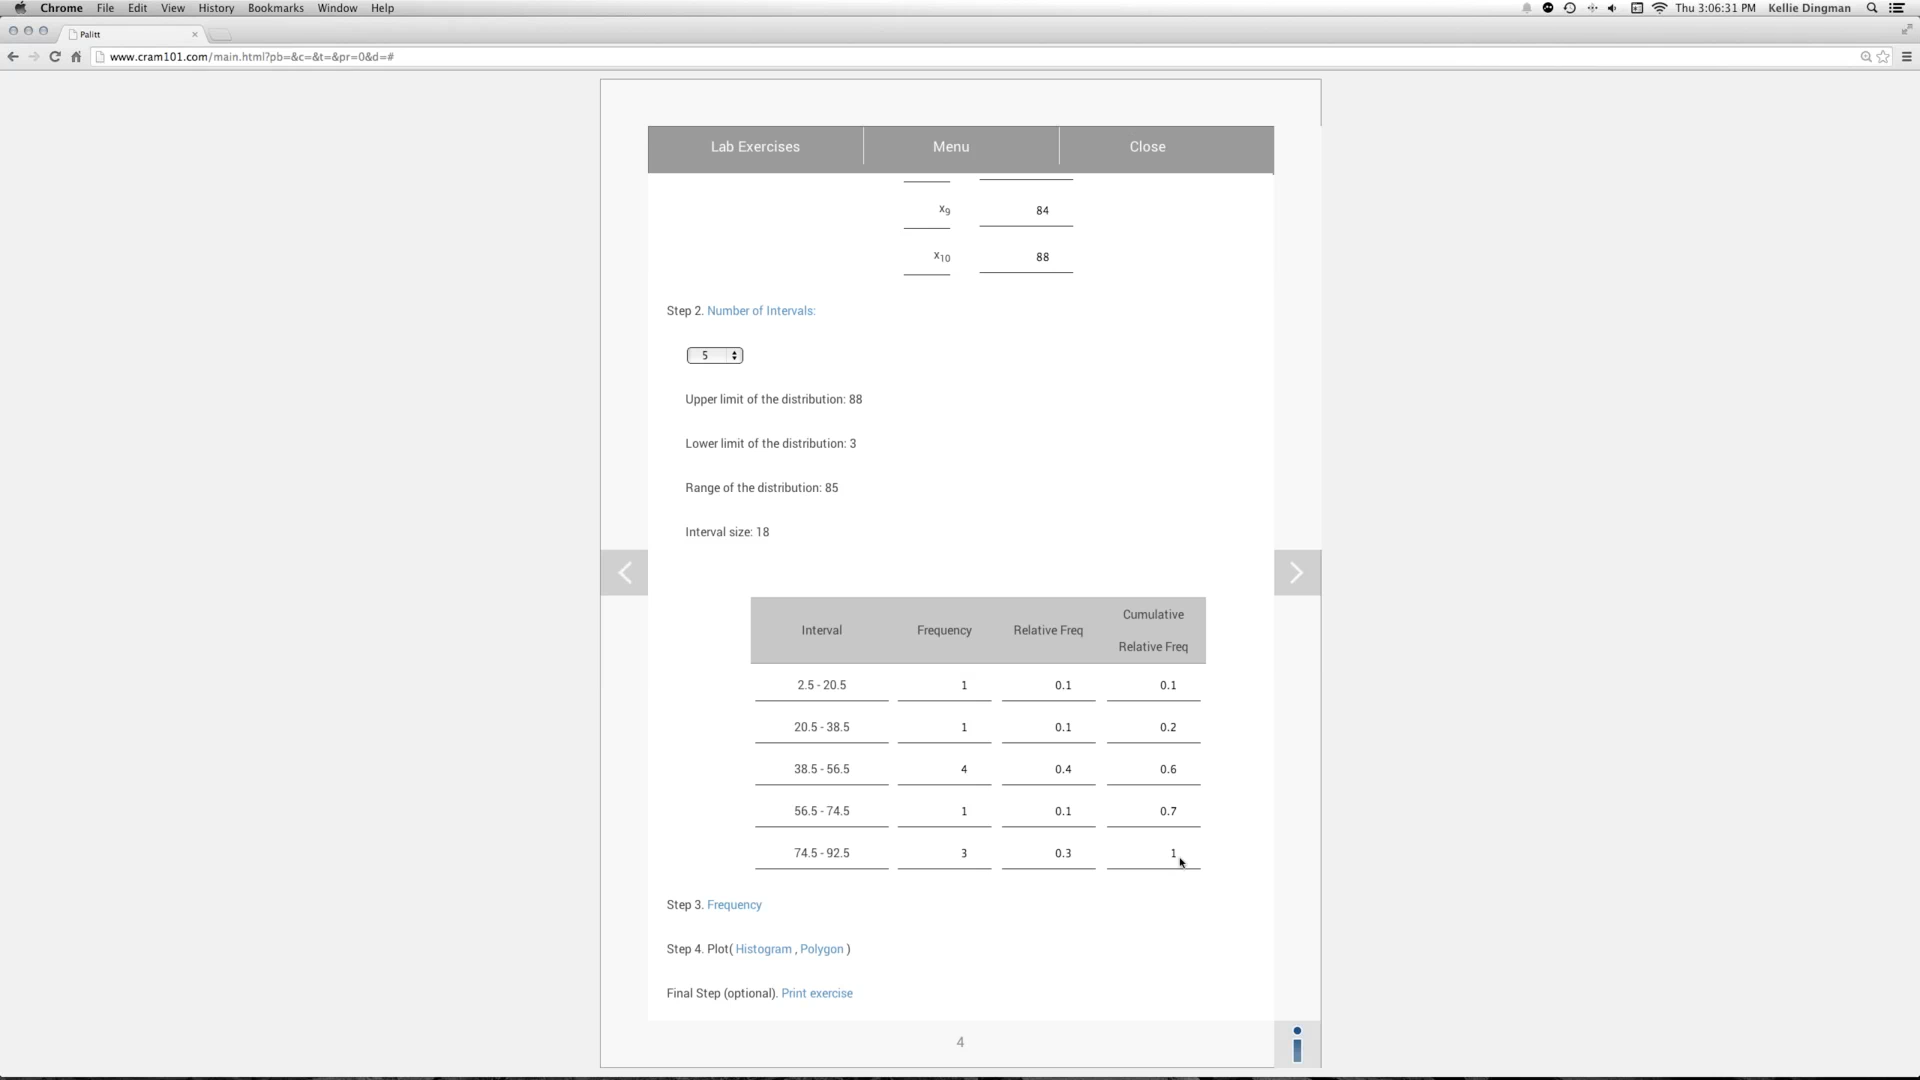 Chrome File Edit View History Bookmarks Window Help Thu 3:06:31 PM Kellie Dingman
Palitt
www.cram101.com/main.html?pb=&c=&t=&pr=0&d=#
Lab Exercises Menu Close
x9 84
x10 88
Step 2. Number of Intervals:
5
Upper limit of the distribution: 88
Lower limit of the distribution: 3
Range of the distribution: 85
Interval size: 18
Interval Frequency Relative Freq Cumulative Relative Freq
2.5 - 20.5 1 0.1 0.1
20.5 - 38.5 1 0.1 0.2
38.5 - 56.5 4 0.4 0.6
56.5 - 74.5 1 0.1 0.7
74.5 - 92.5 3 0.3 1
Step 3. Frequency
Step 4. Plot( Histogram , Polygon )
Final Step (optional). Print exercise
4
i